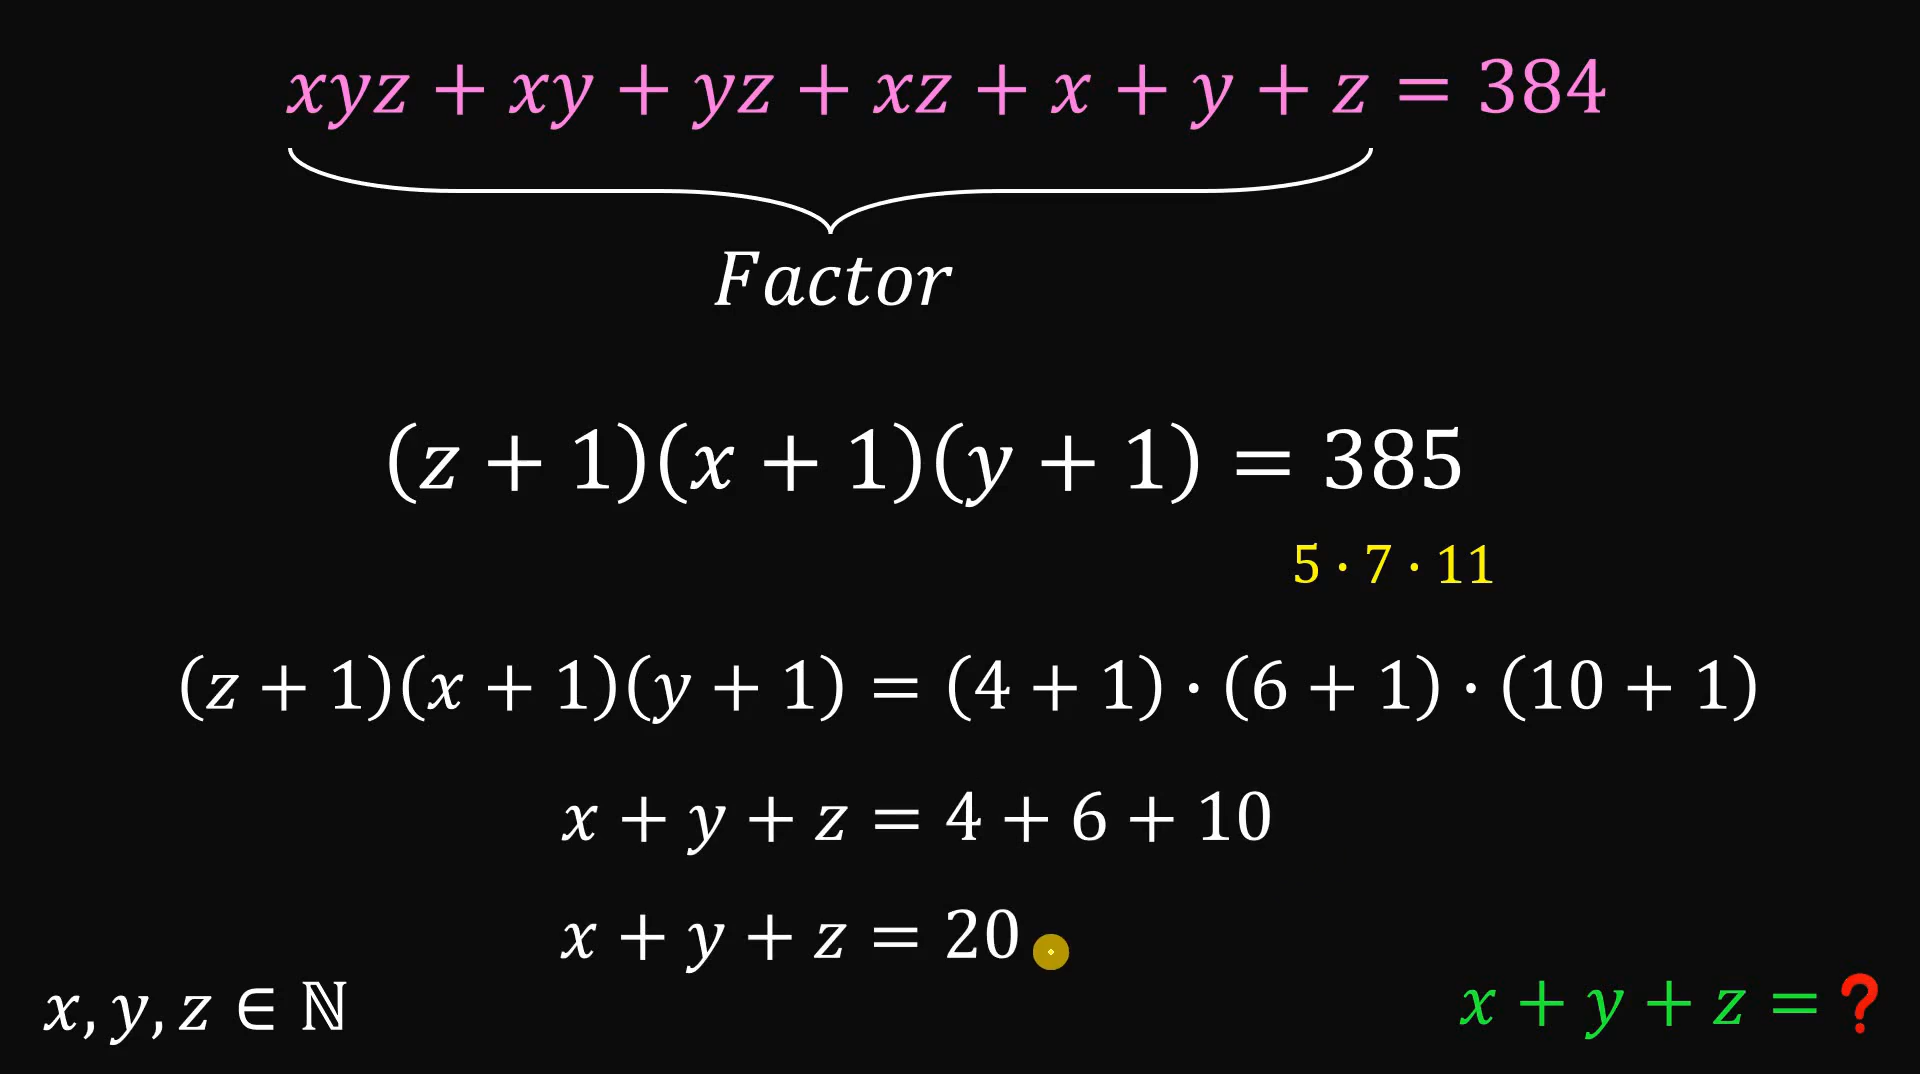 xyz + xy + yz + xz + x + y + z = 384
Factor
(z + 1)(x + 1)(y + 1) = 385
5 · 7 · 11
(z + 1)(x + 1)(y + 1) = (4 + 1) · (6 + 1) · (10 + 1)
x + y + z = 4 + 6 + 10
x + y + z = 20
x, y, z ∈ ℕ
x + y + z = ?